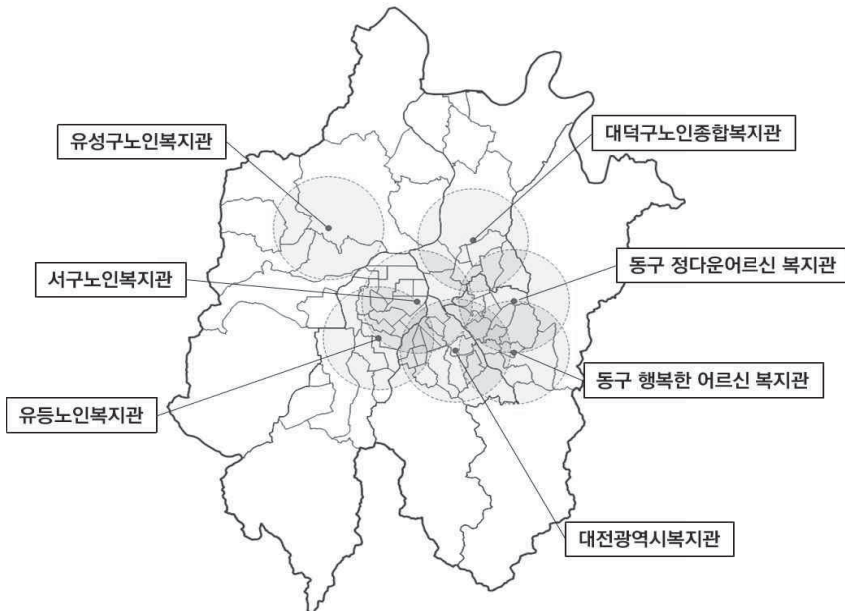 유성구노인복지관
대덕구노인종합복지관
서구노인복지관
동구 정다운어르신 복지관
동구 행복한 어르신 복지관
유등노인복지관
대전광역시복지관